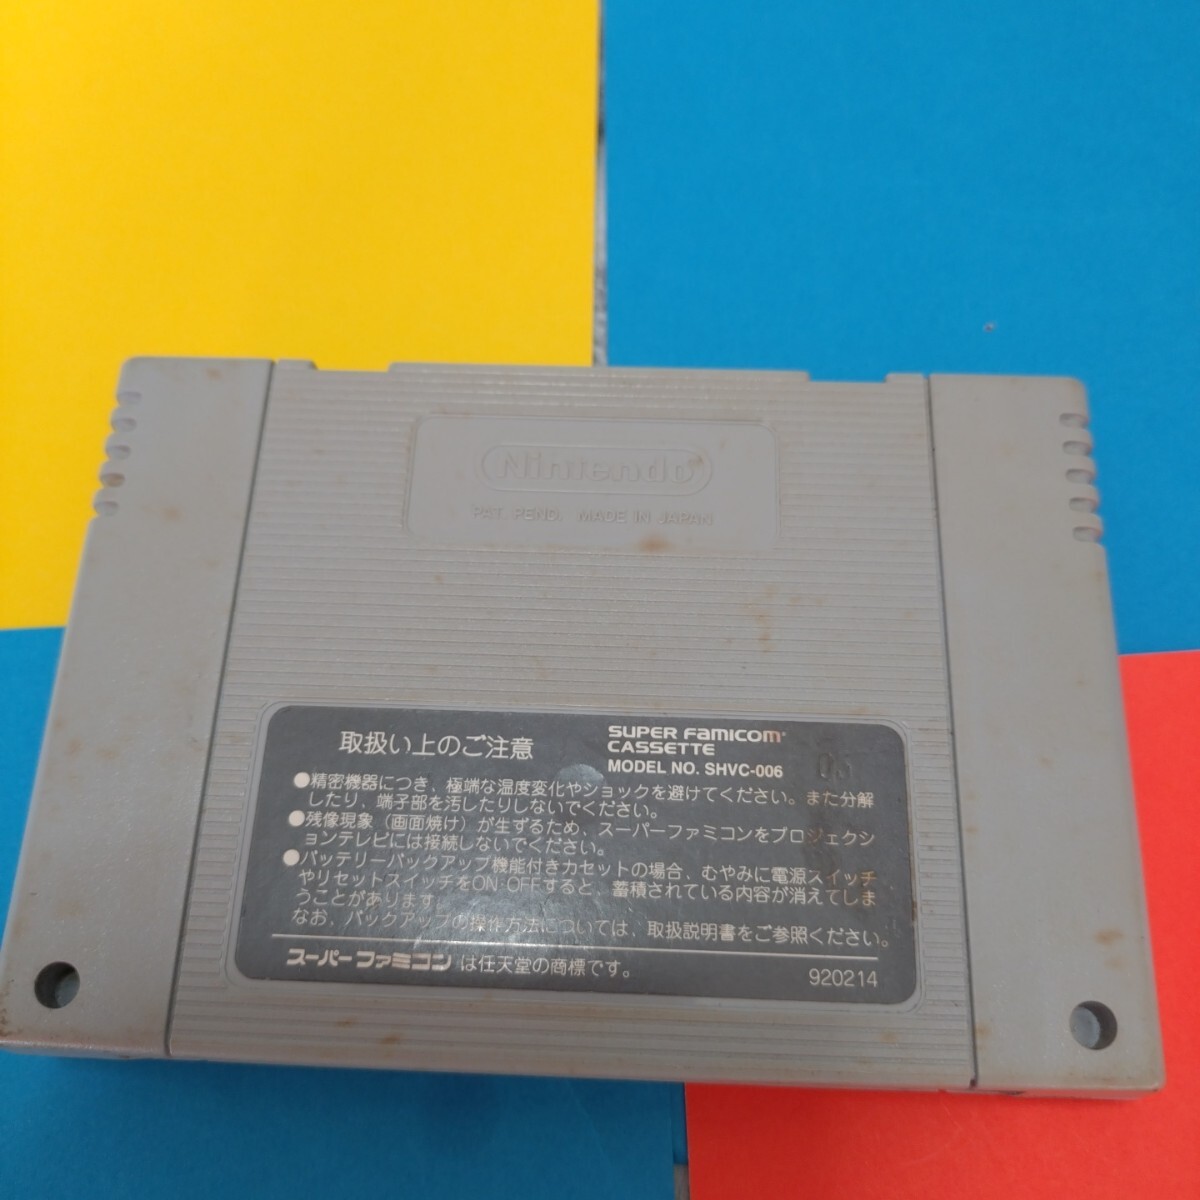 Nintendo
PAT. PEND. MADE IN JAPAN
取扱い上のご注意
SUPER FAMICOM
CASSETTE
MODEL NO. SHVC-006
●精密機器につき、極端な温度変化やショックを避けてください。また分解
したり、端子部を汚したりしないでください。
●残像現象（画面焼け）が生ずるため、スーパーファミコンをプロジェクシ
ョンテレビには接続しないでください。
●バッテリーバックアップ機能付きカセットの場合、むやみに電源スイッチ
やリセットスイッチをON・OFFすると、蓄積されている内容が消えてしま
うことがあります。
なお、バックアップの操作方法については、取扱説明書をご参照ください。
スーパーファミコンは任天堂の商標です。
920214